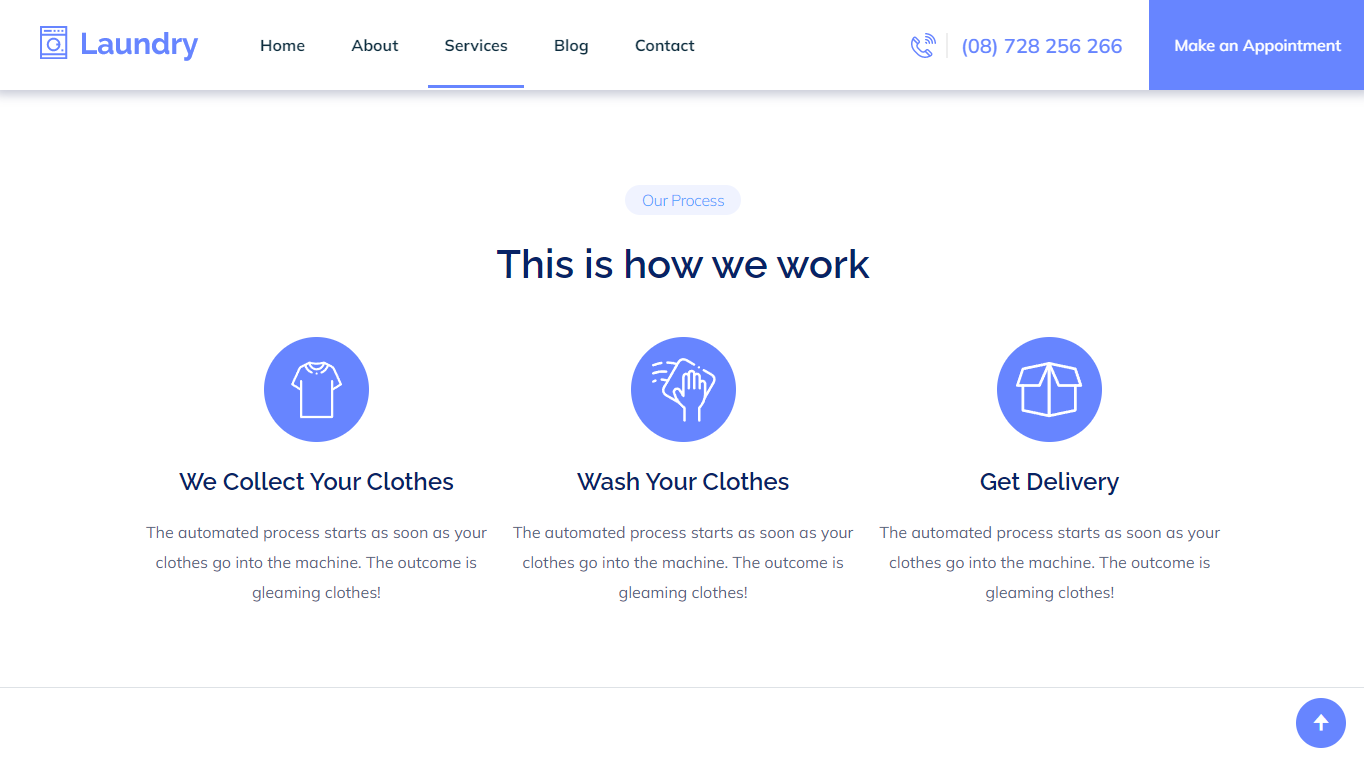 Laundry
Home About Services Blog Contact
(08) 728 256 266
Make an Appointment
Our Process
This is how we work
We Collect Your Clothes
The automated process starts as soon as your
clothes go into the machine. The outcome is
gleaming clothes!
Wash Your Clothes
The automated process starts as soon as your
clothes go into the machine. The outcome is
gleaming clothes!
Get Delivery
The automated process starts as soon as your
clothes go into the machine. The outcome is
gleaming clothes!